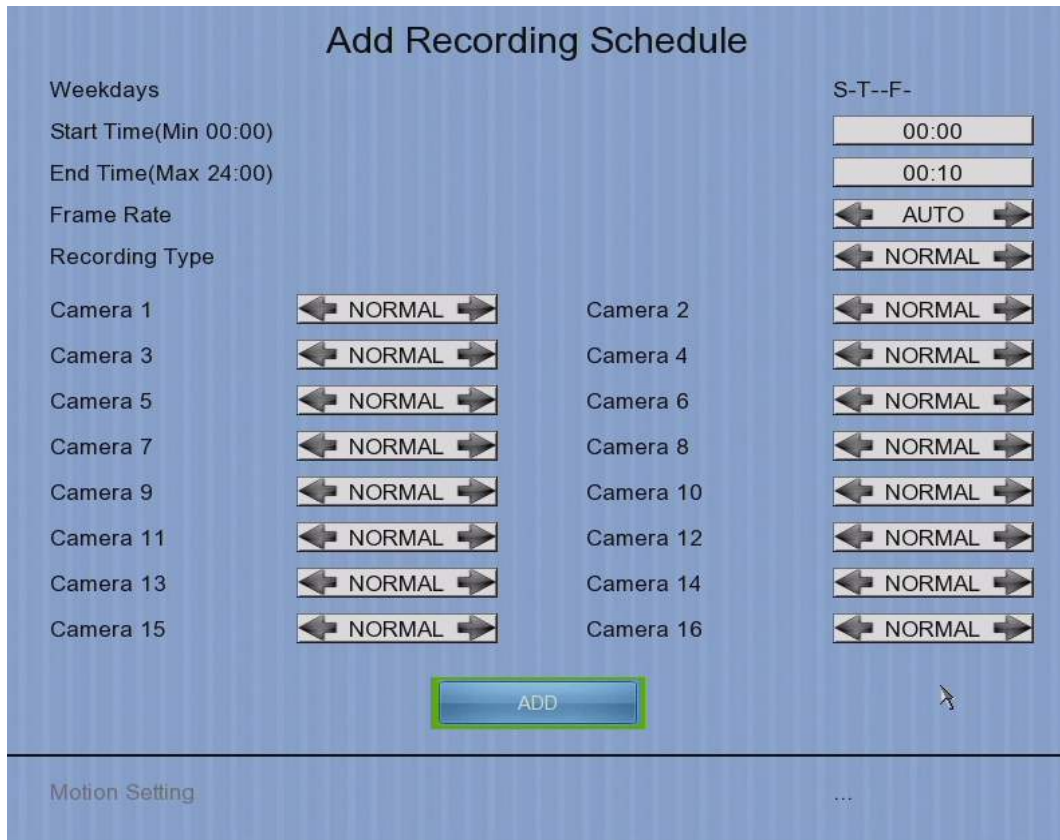 Add Recording Schedule
Weekdays S-T--F-
Start Time(Min 00:00) 00:00
End Time(Max 24:00) 00:10
Frame Rate AUTO
Recording Type NORMAL
Camera 1 NORMAL Camera 2 NORMAL
Camera 3 NORMAL Camera 4 NORMAL
Camera 5 NORMAL Camera 6 NORMAL
Camera 7 NORMAL Camera 8 NORMAL
Camera 9 NORMAL Camera 10 NORMAL
Camera 11 NORMAL Camera 12 NORMAL
Camera 13 NORMAL Camera 14 NORMAL
Camera 15 NORMAL Camera 16 NORMAL
ADD
Motion Setting ...